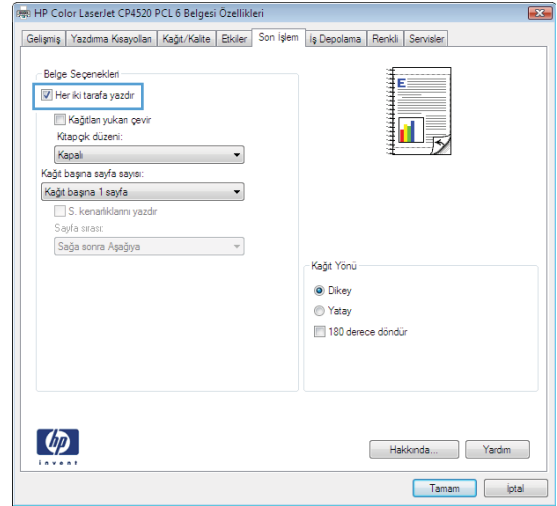 HP Color LaserJet CP4520 PCL 6 Belgesi Özellikleri
Gelişmiş Yazdırma Kısayolları Kağıt/Kalite Etkiler Son İşlem İş Depolama Renkli Servisler
Belge Seçenekleri
Her iki tarafa yazdır
Kağıtları yukarı çevir
Kitapçık düzeni:
Kapalı
Kağıt başına sayfa sayısı:
Kağıt başına 1 sayfa
S. kenarlıklarını yazdır
Sayfa sırası:
Sağa sonra Aşağıya
E
Kağıt Yönü
Dikey
Yatay
180 derece döndür
hp
invent
Hakkında... Yardım
Tamam İptal